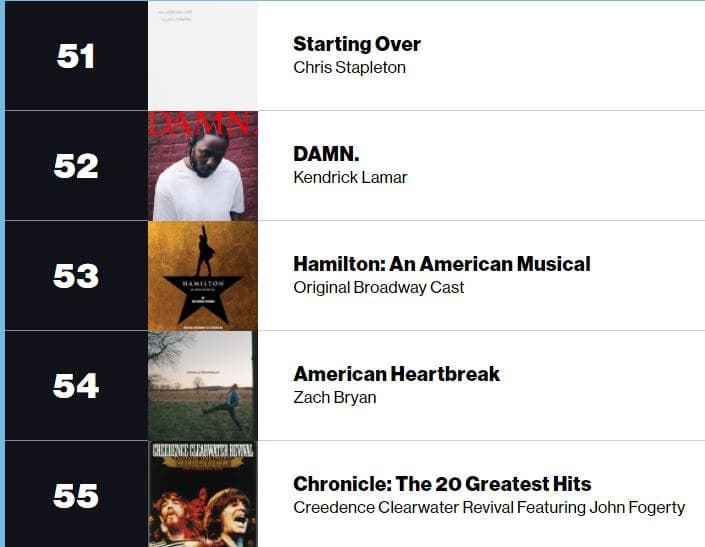 51
Starting Over
Chris Stapleton
52
DAMN.
DAMN.
Kendrick Lamar
53
HAMILTON
Hamilton: An American Musical
Original Broadway Cast
54
American Heartbreak
Zach Bryan
55
CREEDENCE CLEARWATER REVIVAL
Chronicle: The 20 Greatest Hits
Creedence Clearwater Revival Featuring John Fogerty